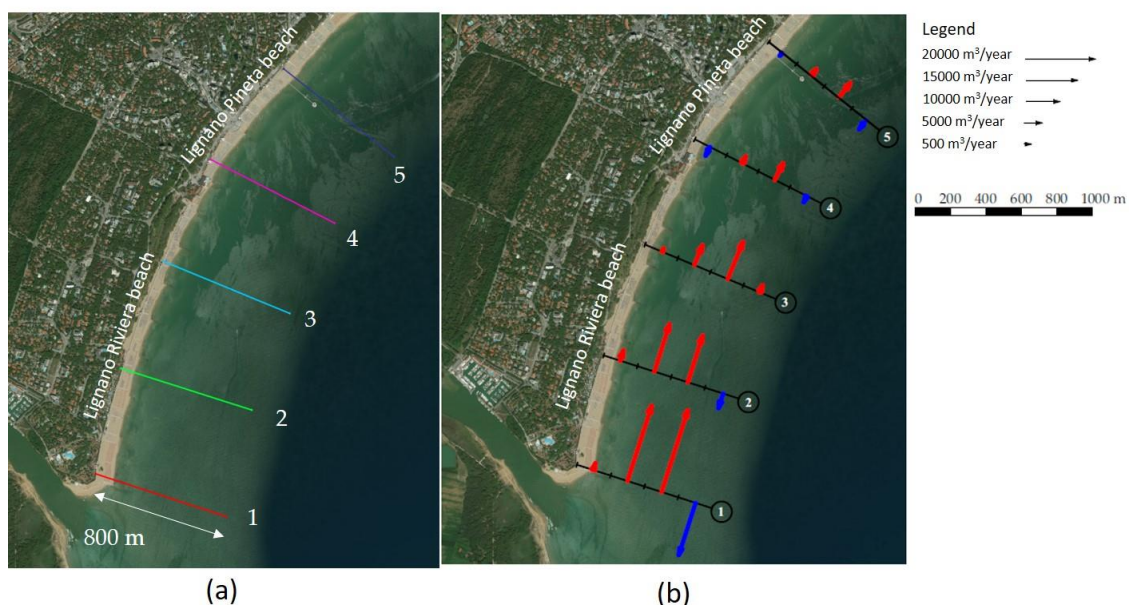 Lignano Pineta beach
Lignano Riviera beach
5
4
3
2
1
800 m
(a)
Lignano Pineta beach
Lignano Riviera beach
5
4
3
2
1
(b)
Legend
20000 m³/year
15000 m³/year
10000 m³/year
5000 m³/year
500 m³/year
0 200 400 600 800 1000 m